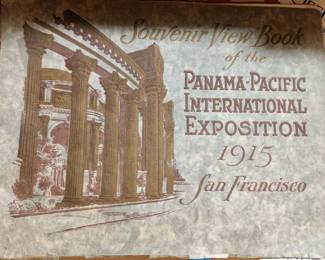 Souvenir View Book
of the
PANAMA-PACIFIC
INTERNATIONAL
EXPOSITION
1915
San Francisco